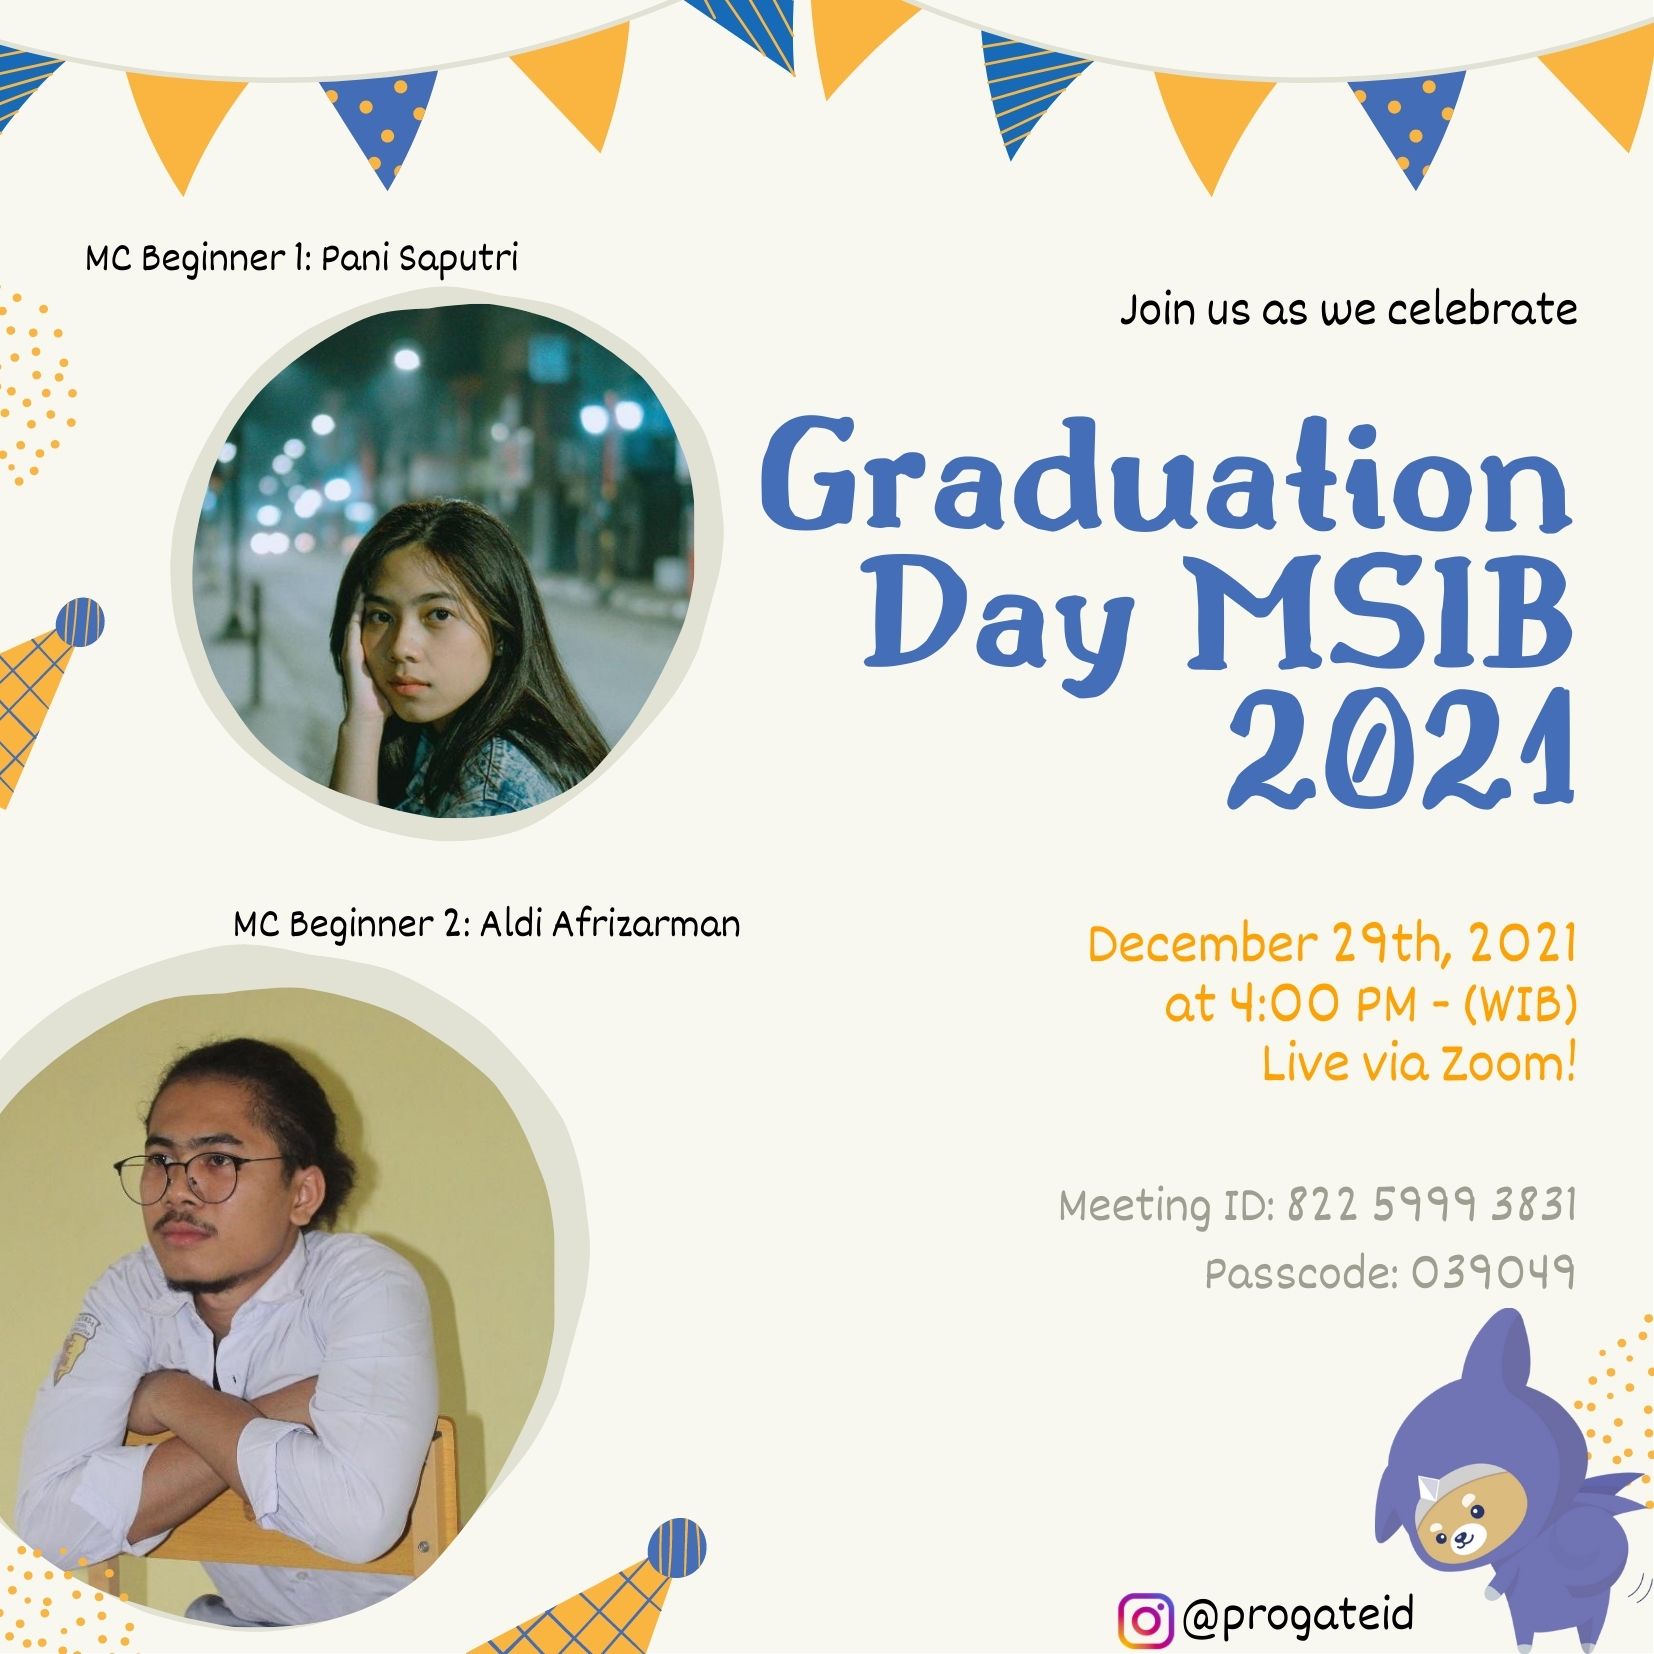 MC Beginner 1: Pani Saputri
Join us as we celebrate
Graduation
Day MSIB
2021
MC Beginner 2: Aldi Afrizarman
December 29th, 2021
at 4:00 PM - (WIB)
Live via Zoom!
Meeting ID: 822 5999 3831
Passcode: 039049
@progateid